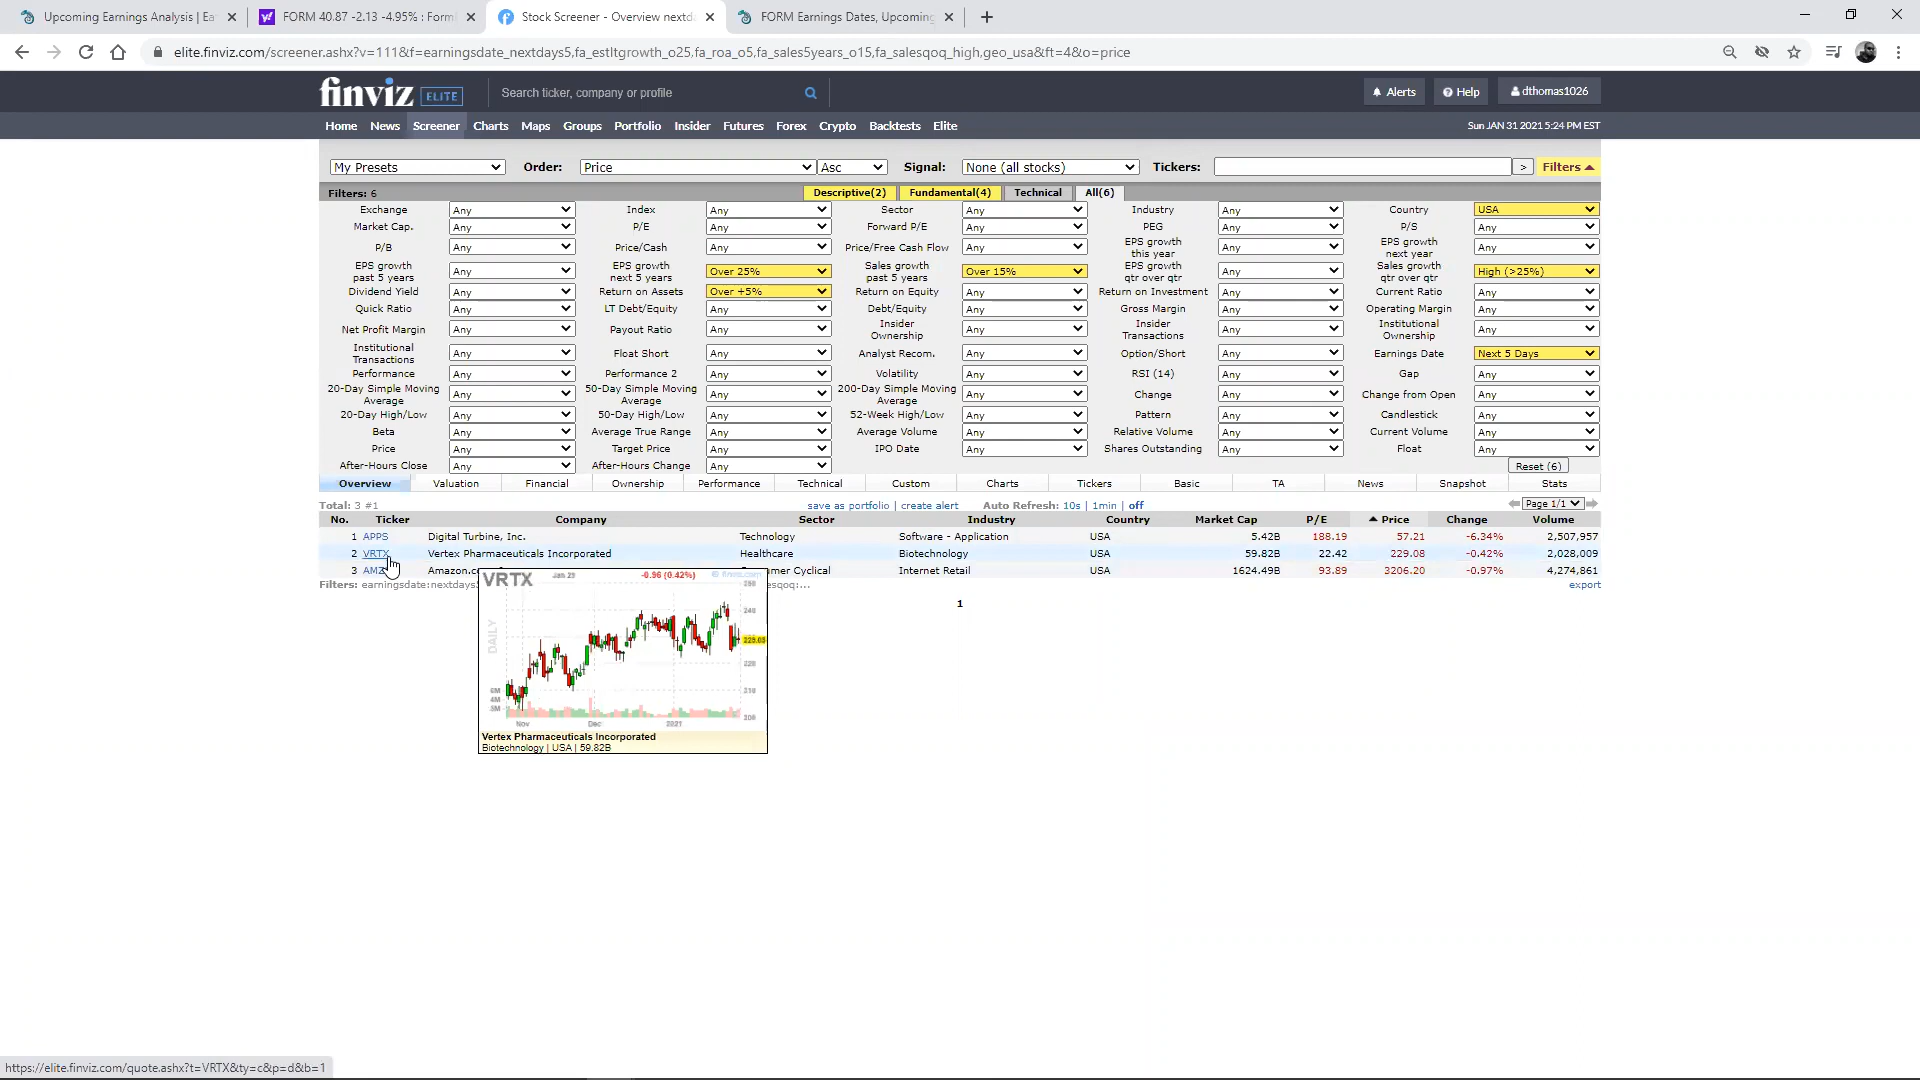 Upcoming Earnings Analysis | Ea
FORM 40.87 -2.13 -4.95% : Form
Stock Screener - Overview nextd
FORM Earnings Dates, Upcoming
elite.finviz.com/screener.ashx?v=111&f=earningsdate_nextdays5,fa_estltgrowth_o25,fa_roa_o5,fa_sales5years_o15,fa_salesqoq_high,geo_usa&ft=4&o=price
finviz ELITE
Search ticker, company or profile
Alerts
Help
dthomas1026
Home News Screener Charts Maps Groups Portfolio Insider Futures Forex Crypto Backtests Elite
Sun JAN 31 2021 5:24 PM EST
My Presets Order: Price Asc Signal: None (all stocks) Tickers: > Filters
Filters: 6 Descriptive(2) Fundamental(4) Technical All(6)
Exchange Any Index Any Sector Any Industry Any Country USA
Market Cap. Any P/E Any Forward P/E Any PEG Any P/S Any
P/B Any Price/Cash Any Price/Free Cash Flow Any EPS growth this year Any EPS growth next year Any
EPS growth past 5 years Any EPS growth next 5 years Over 25% Sales growth past 5 years Over 15% EPS growth qtr over qtr Any Sales growth qtr over qtr High (>25%)
Dividend Yield Any Return on Assets Over +5% Return on Equity Any Return on Investment Any Current Ratio Any
Quick Ratio Any LT Debt/Equity Any Debt/Equity Any Gross Margin Any Operating Margin Any
Net Profit Margin Any Payout Ratio Any Insider Ownership Any Insider Transactions Any Institutional Ownership Any
Institutional Transactions Any Float Short Any Analyst Recom. Any Option/Short Any Earnings Date Next 5 Days
Performance Any Performance 2 Any Volatility Any RSI (14) Any Gap Any
20-Day Simple Moving Average Any 50-Day Simple Moving Average Any 200-Day Simple Moving Average Any Change Any Change from Open Any
20-Day High/Low Any 50-Day High/Low Any 52-Week High/Low Any Pattern Any Candlestick Any
Beta Any Average True Range Any Average Volume Any Relative Volume Any Current Volume Any
Price Any Target Price Any IPO Date Any Shares Outstanding Any Float Any
After-Hours Close Any After-Hours Change Any Reset (6)
Overview Valuation Financial Ownership Performance Technical Custom Charts Tickers Basic TA News Snapshot Stats
Total: 3 #1 save as portfolio | create alert Auto Refresh: 10s | 1min | off Page 1/1
No. Ticker Company Sector Industry Country Market Cap P/E Price Change Volume
1 APPS Digital Turbine, Inc. Technology Software - Application USA 5.42B 188.19 57.21 -6.34% 2,507,957
2 VRTX Vertex Pharmaceuticals Incorporated Healthcare Biotechnology USA 59.82B 22.42 229.08 -0.42% 2,028,009
3 AMZ Amazon.c umer Cyclical Internet Retail USA 1624.49B 93.89 3206.20 -0.97% 4,274,861
Filters: earningsdate:nextdays esqoq:... export
1
VRTX Jan 29 -0.96 (0.42%) © finviz.com
DAILY
Nov Dec 2021
Vertex Pharmaceuticals Incorporated
Biotechnology | USA | 59.82B
https://elite.finviz.com/quote.ashx?t=VRTX&ty=c&p=d&b=1